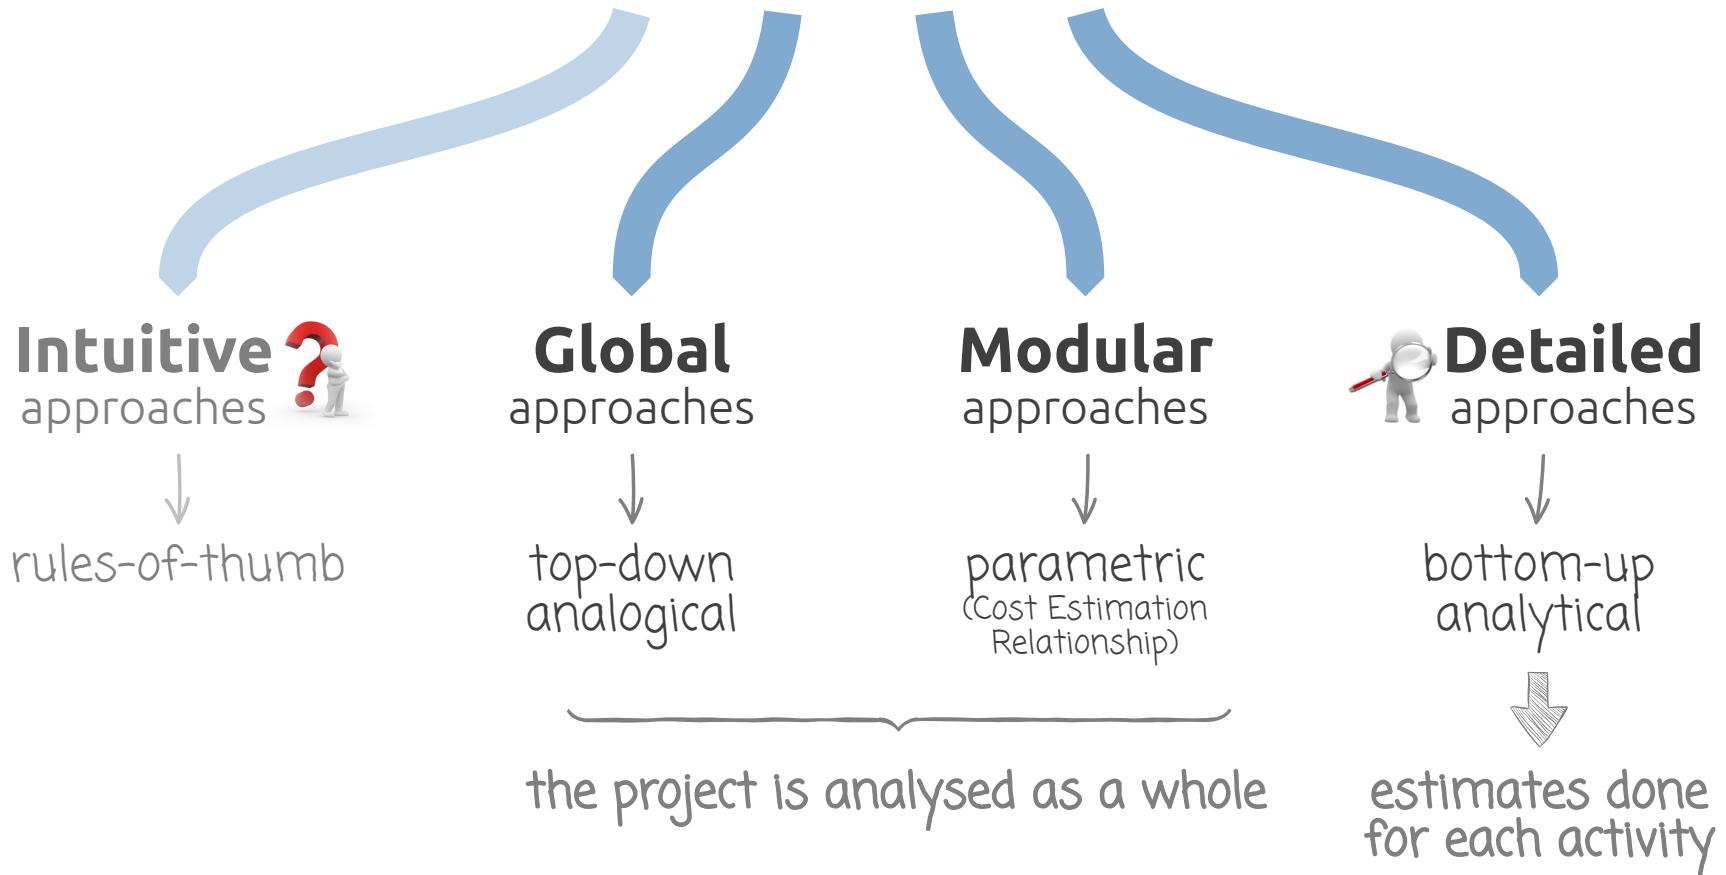 Intuitive
approaches
rules-of-thumb
Global
approaches
top-down
analogical
Modular
approaches
parametric
(Cost Estimation
Relationship)
the project is analysed as a whole
Detailed
approaches
bottom-up
analytical
estimates done
for each activity